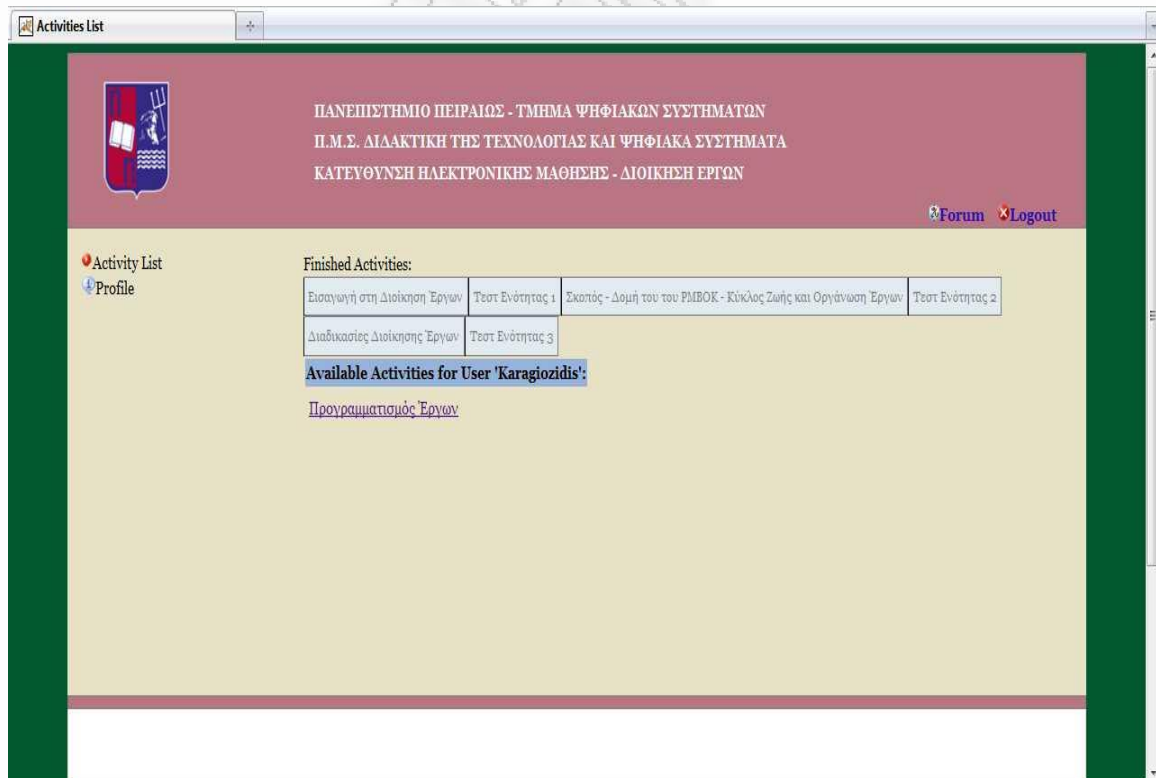 Activities List
ΠΑΝΕΠΙΣΤΗΜΙΟ ΠΕΙΡΑΙΩΣ - ΤΜΗΜΑ ΨΗΦΙΑΚΩΝ ΣΥΣΤΗΜΑΤΩΝ
Π.Μ.Σ. ΔΙΔΑΚΤΙΚΗ ΤΗΣ ΤΕΧΝΟΛΟΓΙΑΣ ΚΑΙ ΨΗΦΙΑΚΑ ΣΥΣΤΗΜΑΤΑ
ΚΑΤΕΥΘΥΝΣΗ ΗΛΕΚΤΡΟΝΙΚΗΣ ΜΑΘΗΣΗΣ - ΔΙΟΙΚΗΣΗ ΕΡΓΩΝ
Forum Logout
Activity List
Profile
Finished Activities:
Εισαγωγή στη Διοίκηση Έργων Τεστ Ενότητας 1 Σκοπός - Δομή του του PMBOK - Κύκλος Ζωής και Οργάνωση Έργων Τεστ Ενότητας 2
Διαδικασίες Διοίκησης Έργων Τεστ Ενότητας 3
Available Activities for User 'Karagiozidis':
Προγραμματισμός Έργων